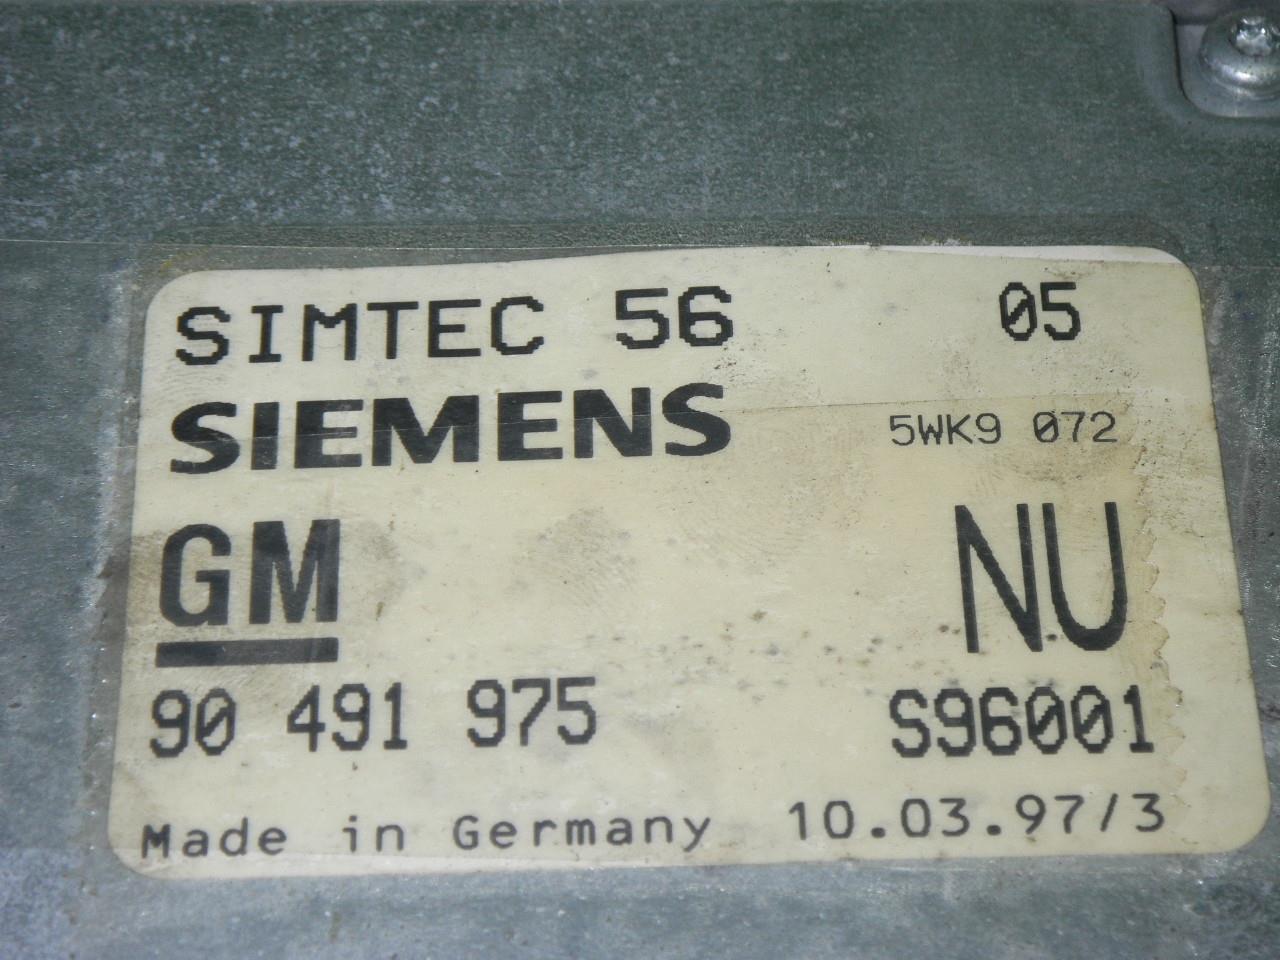 SIMTEC 56 05
SIEMENS 5WK9 072
GM NU
90 491 975 S96001
Made in Germany 10.03.97/3